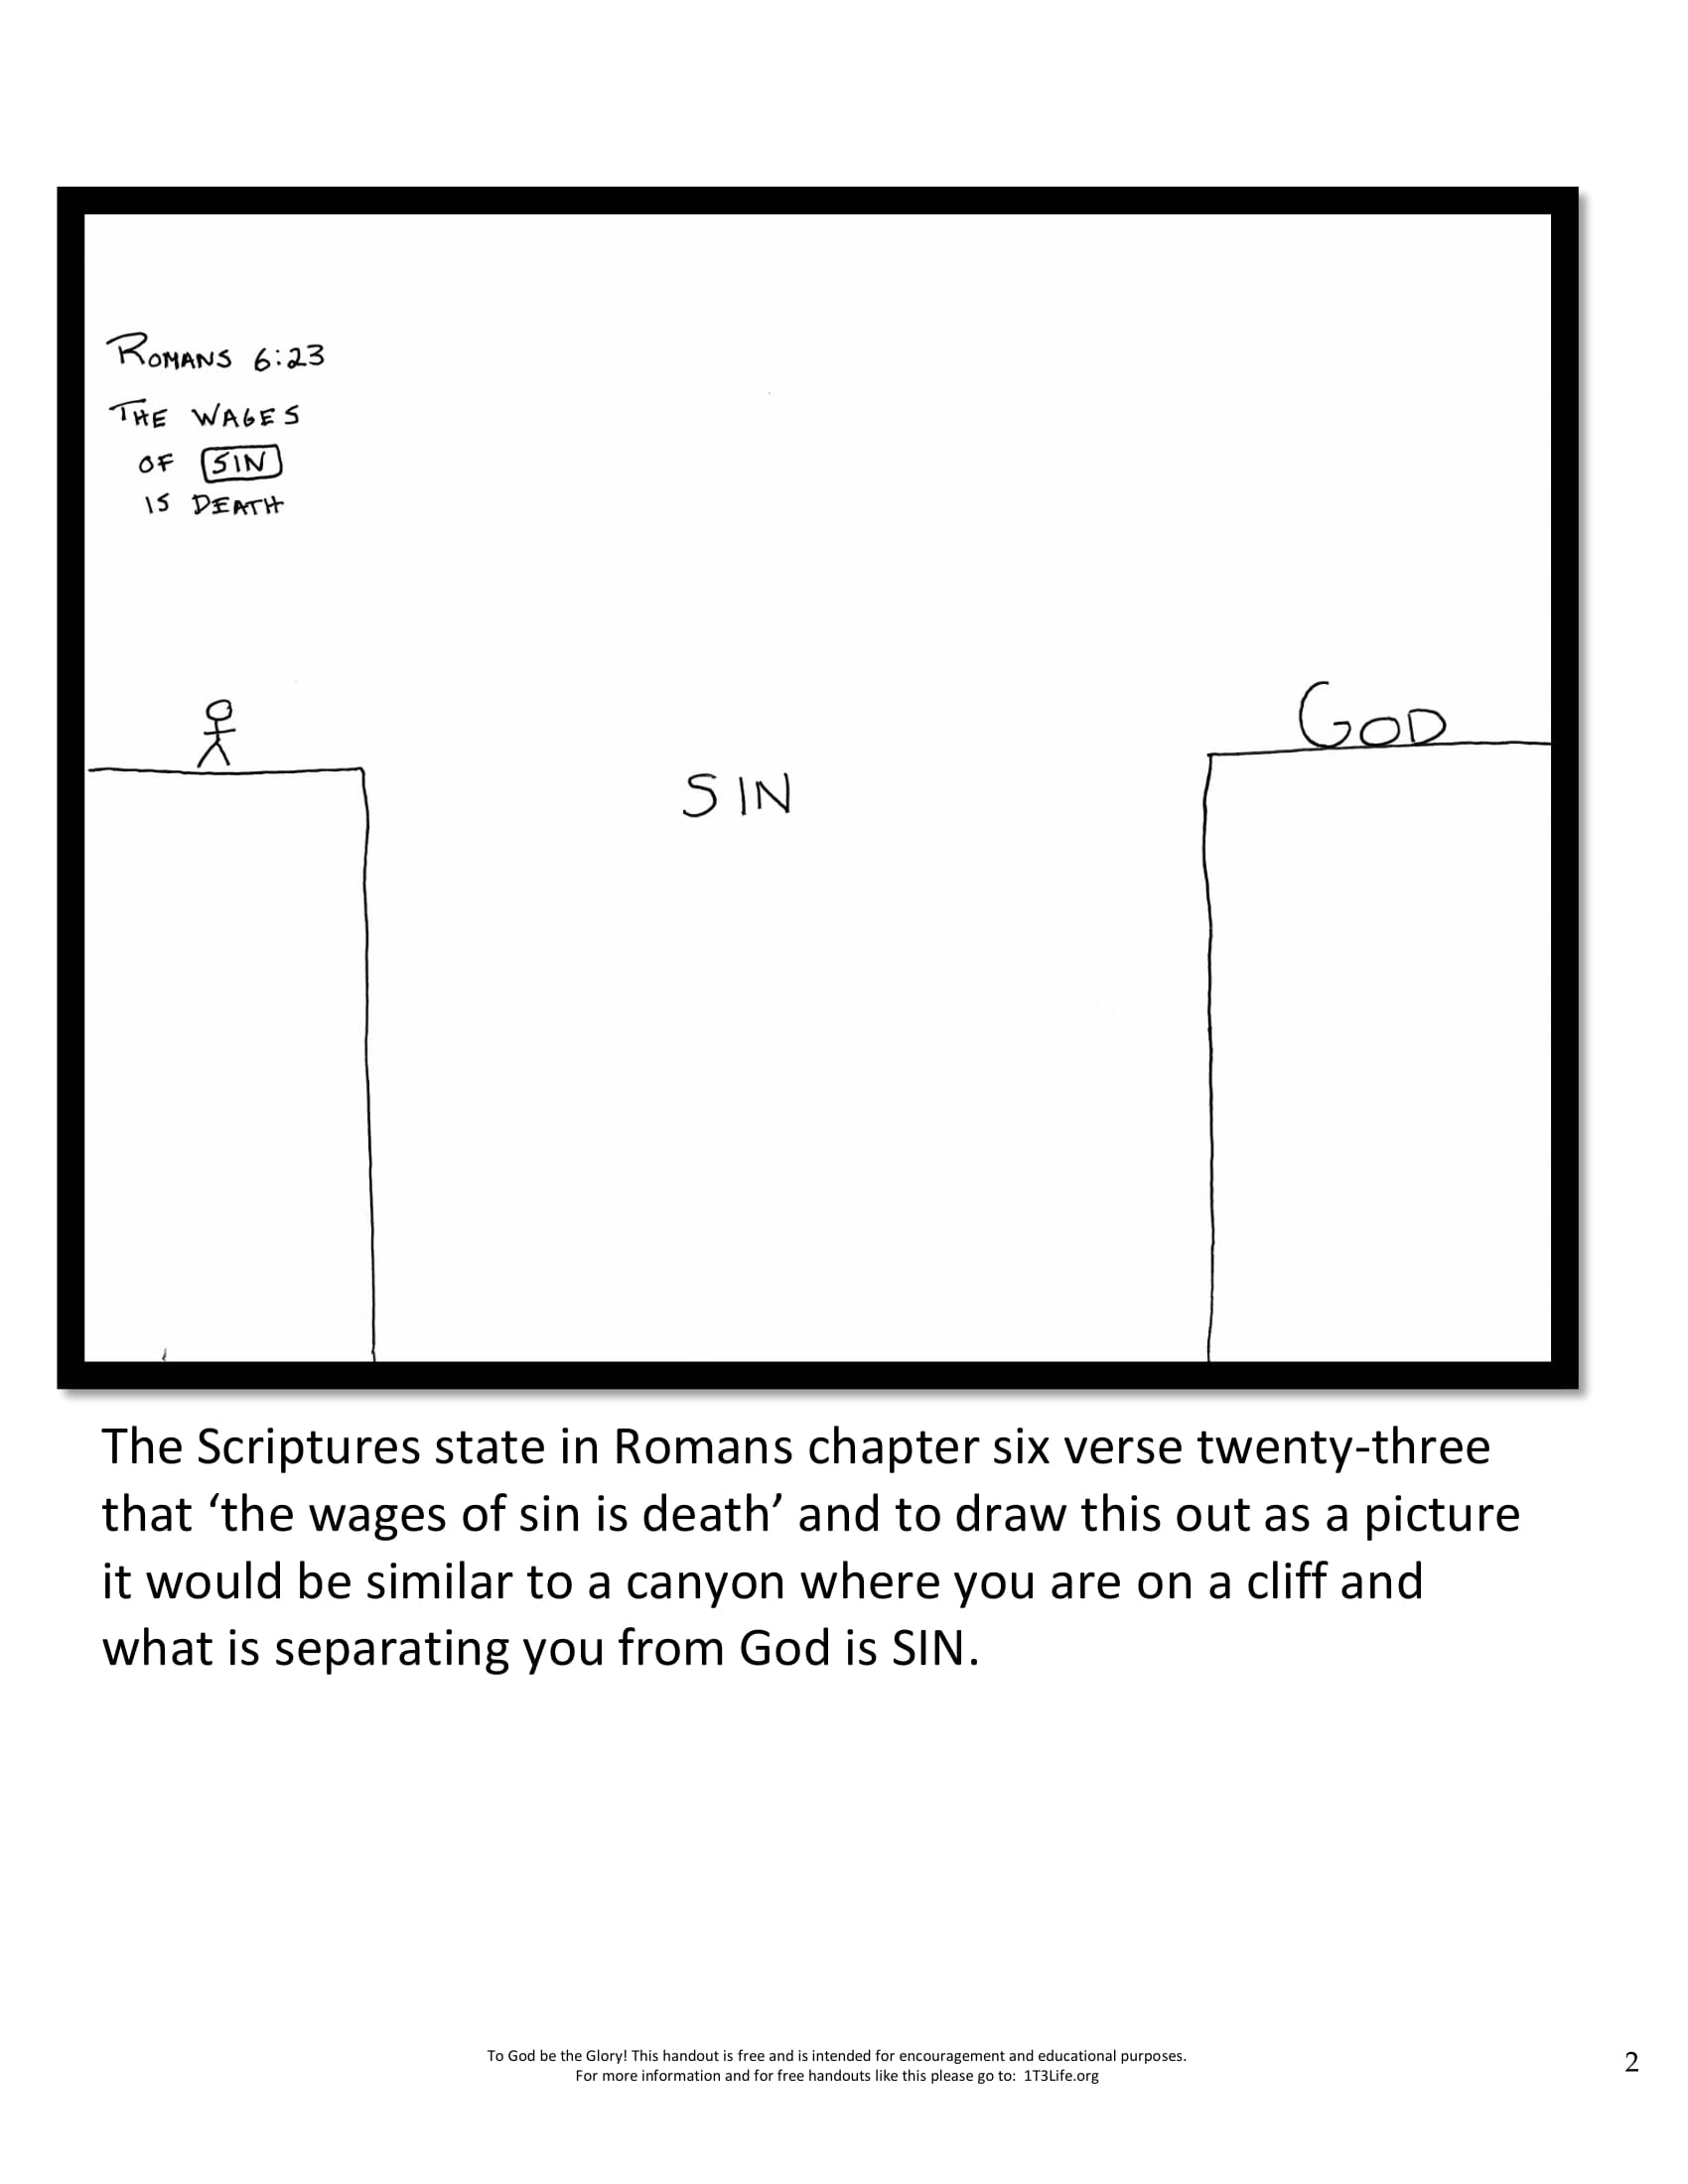 ROMANS 6:23
THE WAGES
OF SIN
IS DEATH
GOD
SIN
The Scriptures state in Romans chapter six verse twenty-three
that ‘the wages of sin is death’ and to draw this out as a picture
it would be similar to a canyon where you are on a cliff and
what is separating you from God is SIN.
To God be the Glory! This handout is free and is intended for encouragement and educational purposes.
For more information and for free handouts like this please go to:  1T3Life.org
2